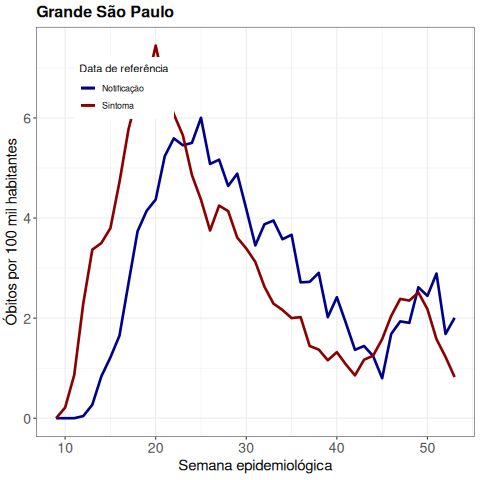 Grande São Paulo
Data de referência
Notificação
Sintoma
Óbitos por 100 mil habitantes
6
4
2
0
10
20
30
40
50
Semana epidemiológica